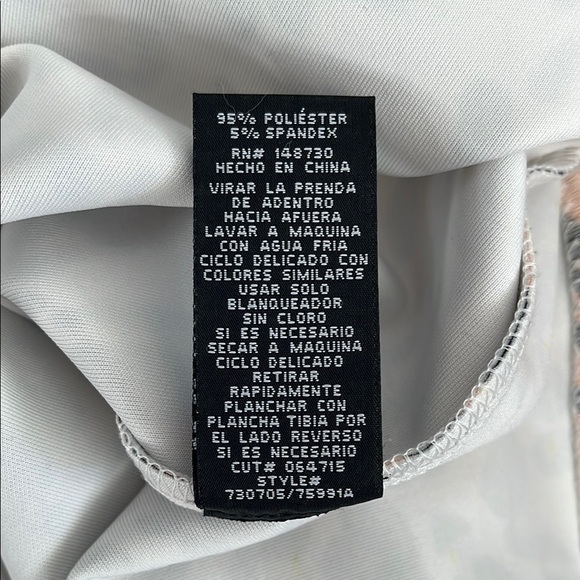 95% POLIÉSTER
5% SPANDEX
RN# 148730
HECHO EN CHINA
VIRAR LA PRENDA
DE ADENTRO
HACIA AFUERA
LAVAR A MAQUINA
CON AGUA FRIA
CICLO DELICADO CON
COLORES SIMILARES
USAR SOLO
BLANQUEADOR
SIN CLORO
SI ES NECESARIO
SECAR A MAQUINA
CICLO DELICADO
RETIRAR
RAPIDAMENTE
PLANCHAR CON
PLANCHA TIBIA POR
EL LADO REVERSO
SI ES NECESARIO
CUT# 064715
STYLE#
730705/75991A